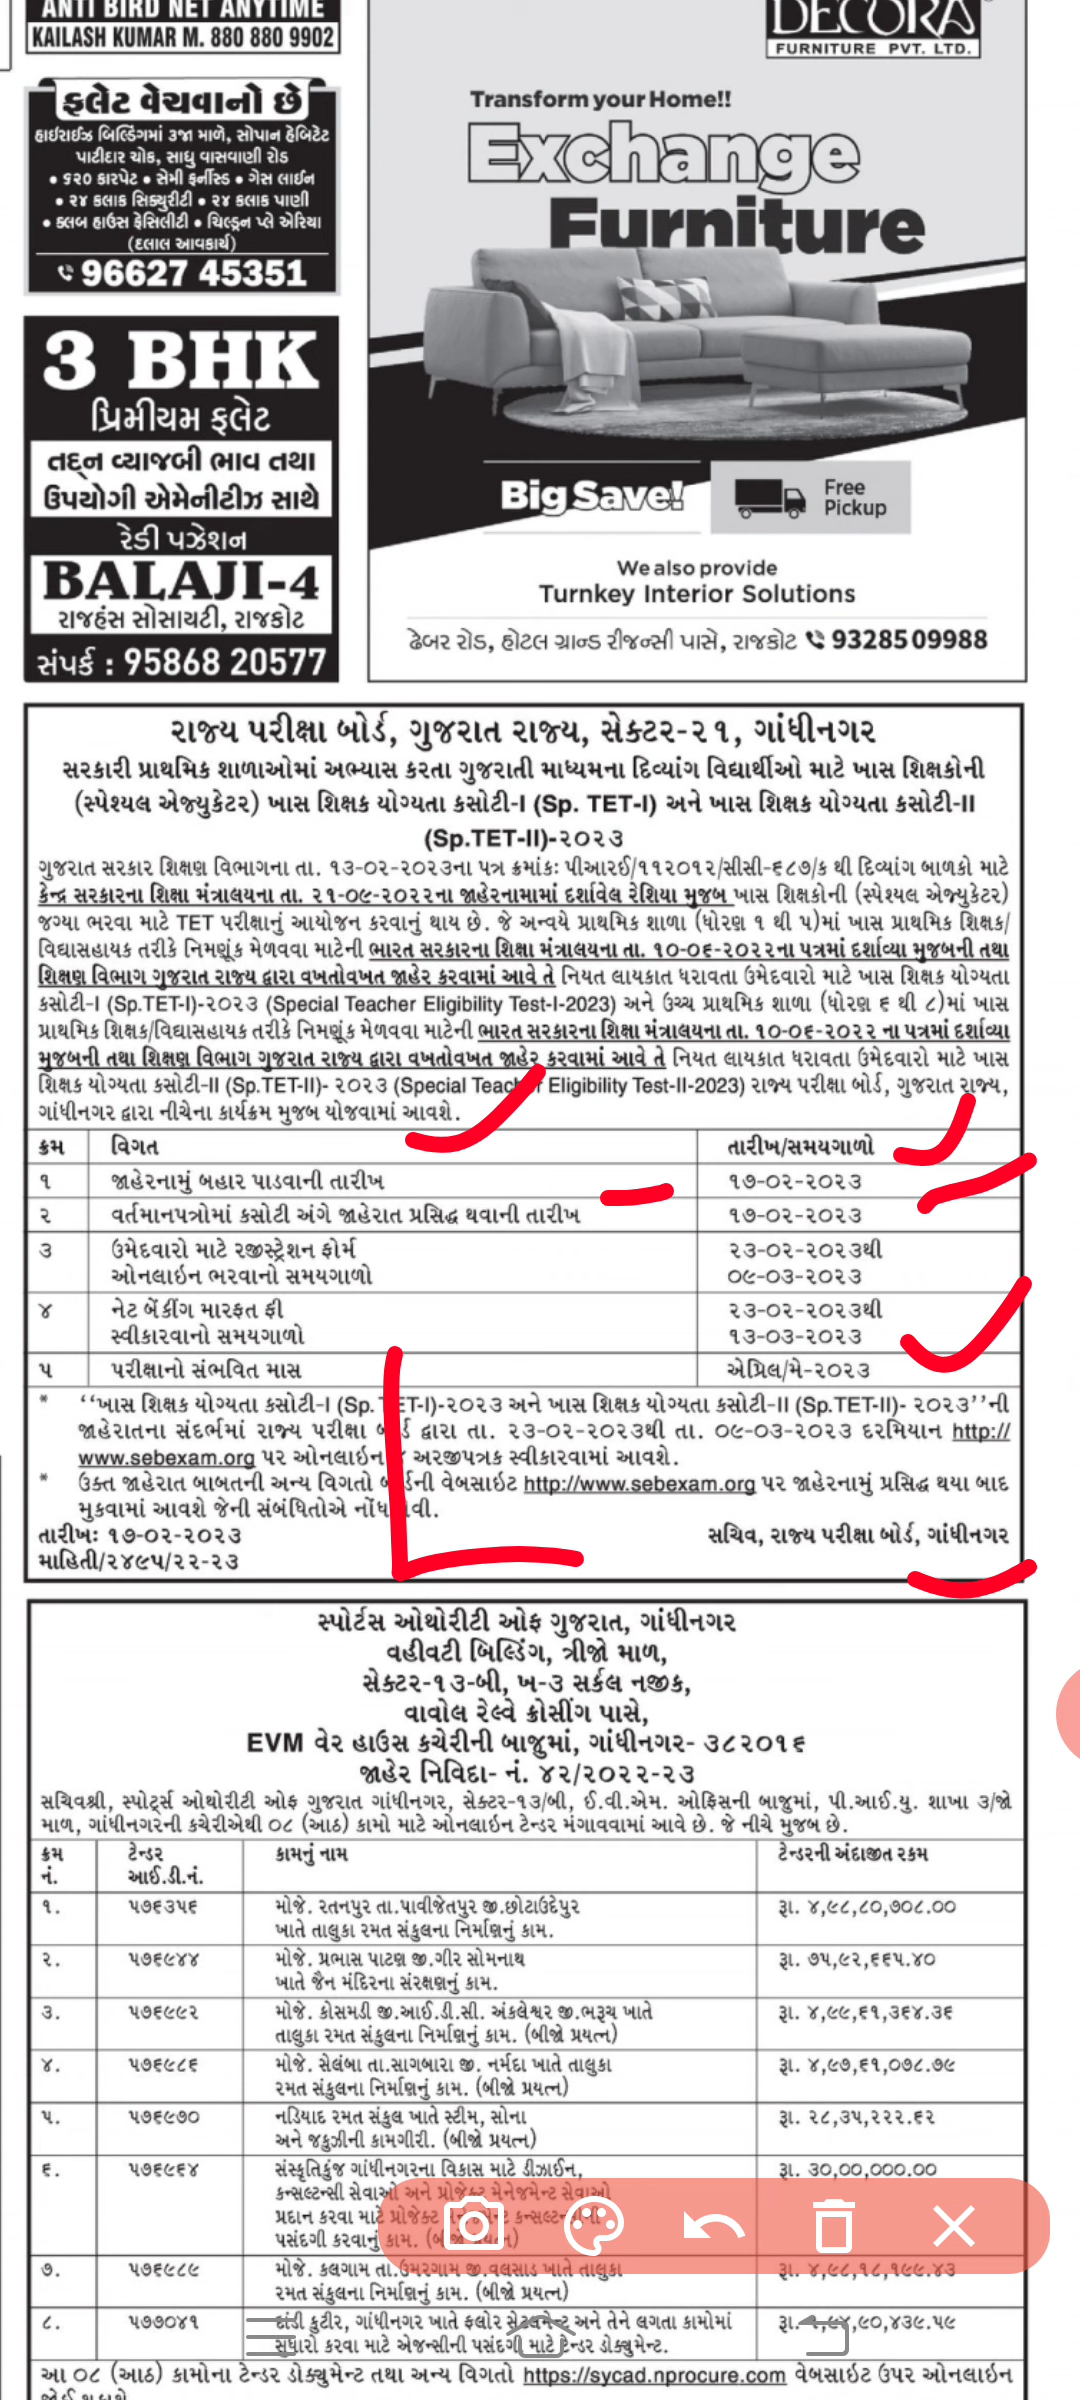 ANTI BIRD NET ANYTIME
KAILASH KUMAR M. 880 880 9902
ફ્લેટ વેચવાનો છે
હાઈરાઈઝ બિલ્ડિંગમાં ૩જા માળે, સોપાન હેબિટેટ
પાટીદાર ચોક, સાધુ વાસવાણી રોડ
• ૬૨૦ કારપેટ • સેમી ફર્નીસ્ડ • ગેસ લાઈન
• ૨૪ કલાક સિક્યુરીટી • ૨૪ કલાક પાણી
• ક્લબ હાઉસ ફેસિલીટી • ચિલ્ડ્રન પ્લે એરિયા
(દલાલ આવકાર્ય)
96627 45351
3 BHK
પ્રિમીયમ ફ્લેટ
તદ્દન વ્યાજબી ભાવ તથા
ઉપયોગી એમેનીટીઝ સાથે
રેડી પઝેશન
BALAJI-4
રાજહંસ સોસાયટી, રાજકોટ
સંપર્ક : 95868 20577
DECORA
FURNITURE PVT. LTD.
Transform your Home!!
Exchange
Furniture
Big Save!
Free
Pickup
We also provide
Turnkey Interior Solutions
ઢેબર રોડ, હોટલ ગ્રાન્ડ રીજન્સી પાસે, રાજકોટ 93285 09988
રાજ્ય પરીક્ષા બોર્ડ, ગુજરાત રાજ્ય, સેક્ટર-૨૧, ગાંધીનગર
સરકારી પ્રાથમિક શાળાઓમાં અભ્યાસ કરતા ગુજરાતી માધ્યમના દિવ્યાંગ વિદ્યાર્થીઓ માટે ખાસ શિક્ષકોની
(સ્પેશ્યલ એજ્યુકેટર) ખાસ શિક્ષક યોગ્યતા કસોટી-I (Sp. TET-I) અને ખાસ શિક્ષક યોગ્યતા કસોટી-II
(Sp.TET-II)-૨૦૨૩
ગુજરાત સરકાર શિક્ષણ વિભાગના તા. ૧૩-૦૨-૨૦૨૩ના પત્ર ક્રમાંકઃ પીઆરઈ/૧૧૨૦૧૨/સીસી-૬૮૭/ક થી દિવ્યાંગ બાળકો માટે
કેન્દ્ર સરકારના શિક્ષા મંત્રાલયના તા. ૨૧-૦૯-૨૦૨૨ના જાહેરનામામાં દર્શાવેલ રેશિયા મુજબ ખાસ શિક્ષકોની (સ્પેશ્યલ એજ્યુકેટર)
જગ્યા ભરવા માટે TET પરીક્ષાનું આયોજન કરવાનું થાય છે. જે અન્વયે પ્રાથમિક શાળા (ધોરણ ૧ થી ૫)માં ખાસ પ્રાથમિક શિક્ષક/
વિદ્યાસહાયક તરીકે નિમણૂંક મેળવવા માટેની ભારત સરકારના શિક્ષા મંત્રાલયના તા. ૧૦-૦૬-૨૦૨૨ના પત્રમાં દર્શાવ્યા મુજબની તથા
શિક્ષણ વિભાગ ગુજરાત રાજ્ય દ્વારા વખતોવખત જાહેર કરવામાં આવે તે નિયત લાયકાત ધરાવતા ઉમેદવારો માટે ખાસ શિક્ષક યોગ્યતા
કસોટી-I (Sp.TET-I)-૨૦૨૩ (Special Teacher Eligibility Test-I-2023) અને ઉચ્ચ પ્રાથમિક શાળા (ધોરણ ૬ થી ૮)માં ખાસ
પ્રાથમિક શિક્ષક/વિદ્યાસહાયક તરીકે નિમણૂંક મેળવવા માટેની ભારત સરકારના શિક્ષા મંત્રાલયના તા. ૧૦-૦૬-૨૦૨૨ ના પત્રમાં દર્શાવ્યા
મુજબની તથા શિક્ષણ વિભાગ ગુજરાત રાજ્ય દ્વારા વખતોવખત જાહેર કરવામાં આવે તે નિયત લાયકાત ધરાવતા ઉમેદવારો માટે ખાસ
શિક્ષક યોગ્યતા કસોટી-II (Sp.TET-II)- ૨૦૨૩ (Special Teacher Eligibility Test-II-2023) રાજ્ય પરીક્ષા બોર્ડ, ગુજરાત રાજ્ય,
ગાંધીનગર દ્વારા નીચેના કાર્યક્રમ મુજબ યોજવામાં આવશે.
ક્રમ વિગત તારીખ/સમયગાળો
૧ જાહેરનામું બહાર પાડવાની તારીખ ૧૭-૦૨-૨૦૨૩
૨ વર્તમાનપત્રોમાં કસોટી અંગે જાહેરાત પ્રસિદ્ધ થવાની તારીખ ૧૭-૦૨-૨૦૨૩
૩ ઉમેદવારો માટે રજીસ્ટ્રેશન ફોર્મ ૨૩-૦૨-૨૦૨૩થી
ઓનલાઇન ભરવાનો સમયગાળો ૦૯-૦૩-૨૦૨૩
૪ નેટ બેંકીંગ મારફત ફી ૨૩-૦૨-૨૦૨૩થી
સ્વીકારવાનો સમયગાળો ૧૩-૦૩-૨૦૨૩
૫ પરીક્ષાનો સંભવિત માસ એપ્રિલ/મે-૨૦૨૩
* ‘‘ખાસ શિક્ષક યોગ્યતા કસોટી-I (Sp. TET-I)-૨૦૨૩ અને ખાસ શિક્ષક યોગ્યતા કસોટી-II (Sp.TET-II)- ૨૦૨૩’’ની
જાહેરાતના સંદર્ભમાં રાજ્ય પરીક્ષા બોર્ડ દ્વારા તા. ૨૩-૦૨-૨૦૨૩થી તા. ૦૯-૦૩-૨૦૨૩ દરમિયાન http://
www.sebexam.org પર ઓનલાઇન અરજીપત્રક સ્વીકારવામાં આવશે.
* ઉક્ત જાહેરાત બાબતની અન્ય વિગતો બોર્ડની વેબસાઇટ http://www.sebexam.org પર જાહેરનામું પ્રસિદ્ધ થયા બાદ
મુકવામાં આવશે જેની સંબંધિતોએ નોંધ લેવી.
તારીખઃ ૧૭-૦૨-૨૦૨૩ સચિવ, રાજ્ય પરીક્ષા બોર્ડ, ગાંધીનગર
માહિતી/૨૪૯૫/૨૨-૨૩
સ્પોર્ટસ ઓથોરીટી ઓફ ગુજરાત, ગાંધીનગર
વહીવટી બિલ્ડિંગ, ત્રીજો માળ,
સેક્ટર-૧૩-બી, ખ-૩ સર્કલ નજીક,
વાવોલ રેલ્વે ક્રોસીંગ પાસે,
EVM વેર હાઉસ કચેરીની બાજુમાં, ગાંધીનગર- ૩૮૨૦૧૬
જાહેર નિવિદા- નં. ૪૨/૨૦૨૨-૨૩
સચિવશ્રી, સ્પોર્ટ્સ ઓથોરીટી ઓફ ગુજરાત ગાંધીનગર, સેક્ટર-૧૩/બી, ઈ.વી.એમ. ઓફિસની બાજુમાં, પી.આઈ.યુ. શાખા ૩/જો
માળ, ગાંધીનગરની કચેરીએથી ૦૮ (આઠ) કામો માટે ઓનલાઇન ટેન્ડર મંગાવવામાં આવે છે. જે નીચે મુજબ છે.
ક્રમ ટેન્ડર કામનું નામ ટેન્ડરની અંદાજીત રકમ
નં. આઈ.ડી.નં.
૧. ૫૭૬૩૫૬ મોજે. રતનપુર તા.પાવીજેતપુર જી.છોટાઉદેપુર રૂા. ૪,૯૮,૮૦,૭૦૮.૦૦
ખાતે તાલુકા રમત સંકુલના નિર્માણનું કામ.
૨. ૫૭૬૯૪૪ મોજે. પ્રભાસ પાટણ જી.ગીર સોમનાથ રૂા. ૭૫,૯૨,૬૬૫.૪૦
ખાતે જૈન મંદિરના સંરક્ષણનું કામ.
૩. ૫૭૬૯૯૨ મોજે. કોસમડી જી.આઈ.ડી.સી. અંકલેશ્વર જી.ભરૂચ ખાતે રૂા. ૪,૯૯,૬૧,૩૬૪.૩૬
તાલુકા રમત સંકુલના નિર્માણનું કામ. (બીજો પ્રયત્ન)
૪. ૫૭૬૯૮૬ મોજે. સેલંબા તા.સાગબારા જી. નર્મદા ખાતે તાલુકા રૂા. ૪,૯૭,૬૧,૦૭૮.૭૯
રમત સંકુલના નિર્માણનું કામ. (બીજો પ્રયત્ન)
૫. ૫૭૬૯૭૦ નડિયાદ રમત સંકુલ ખાતે સ્ટીમ, સોના રૂા. ૨૮,૩૫,૨૨૨.૬૨
અને જકુઝીની કામગીરી. (બીજો પ્રયત્ન)
૬. ૫૭૬૯૬૪ સંસ્કૃતિકુંજ ગાંધીનગરના વિકાસ માટે ડીઝાઈન, રૂા. ૩૦,૦૦,૦૦૦.૦૦
કન્સલ્ટન્સી સેવાઓ અને પ્રોજેક્ટ મેનેજમેન્ટ સેવાઓ
પ્રદાન કરવા માટે પ્રોજેક્ટ
પસંદગી કરવાનું કામ.
૭. ૫૭૬૯૮૯ મોજે. કલગામ તા.ઉમરગામ જી.વલસાડ ખાતે તાલુકા રૂા. ૪,૯૮,૧૮,૧૯૯.૪૩
રમત સંકુલના નિર્માણનું કામ. (બીજો પ્રયત્ન)
૮. ૫૭૭૦૪૧ દાંડી કુટીર, ગાંધીનગર ખાતે ફ્લોર સેટલમેન્ટ અને તેને લગતા કામોમાં
સુધારો કરવા માટે એજન્સીની પસંદગી માટે ટેન્ડર ડોક્યુમેન્ટ.
આ ૦૮ (આઠ) કામોના ટેન્ડર ડોક્યુમેન્ટ તથા અન્ય વિગતો https://sycad.nprocure.com વેબસાઇટ ઉપર ઓનલાઇન